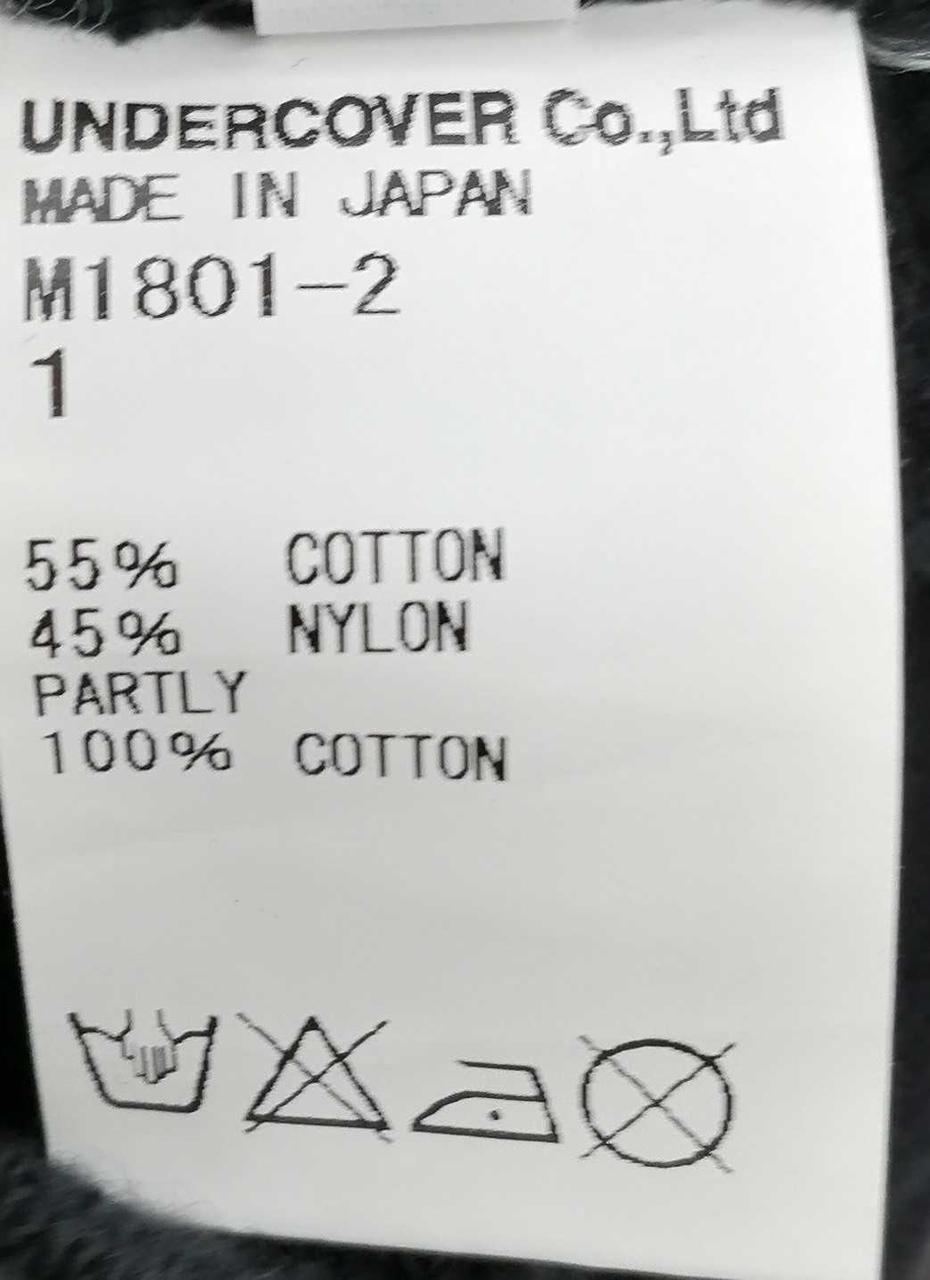 UNDERCOVER Co.,Ltd
MADE IN JAPAN
M1801-2
1
55% COTTON
45% NYLON
PARTLY
100% COTTON